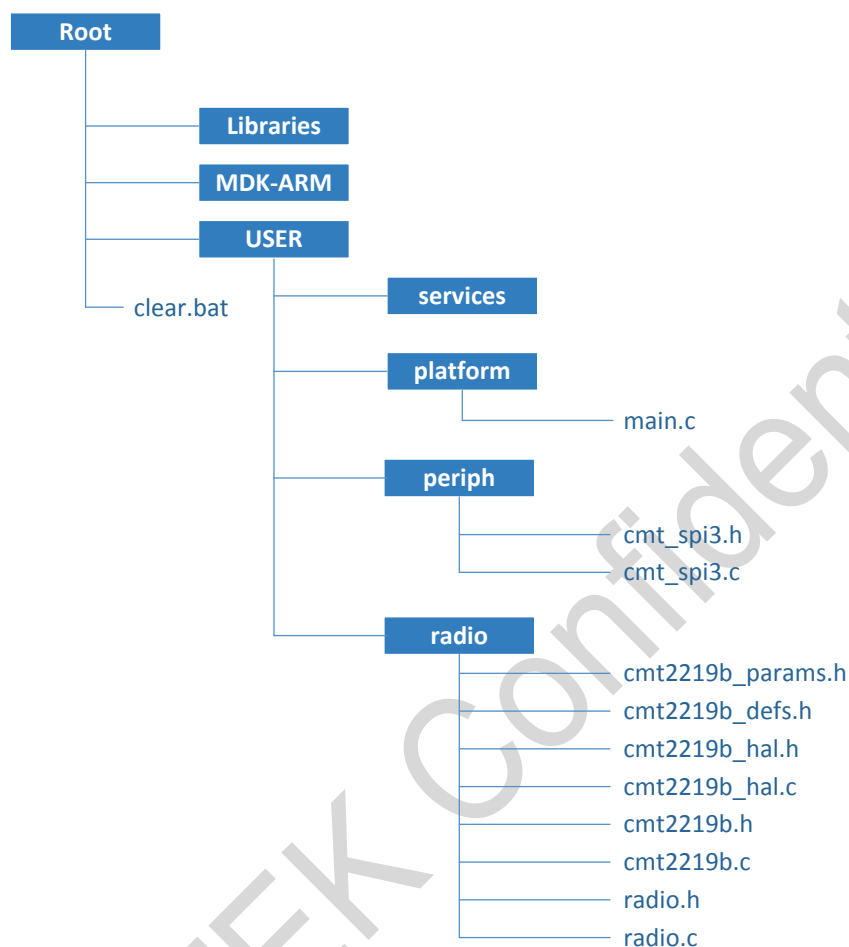 Root
Libraries
MDK-ARM
USER
clear.bat
services
platform
main.c
periph
cmt_spi3.h
cmt_spi3.c
radio
cmt2219b_params.h
cmt2219b_defs.h
cmt2219b_hal.h
cmt2219b_hal.c
cmt2219b.h
cmt2219b.c
radio.h
radio.c